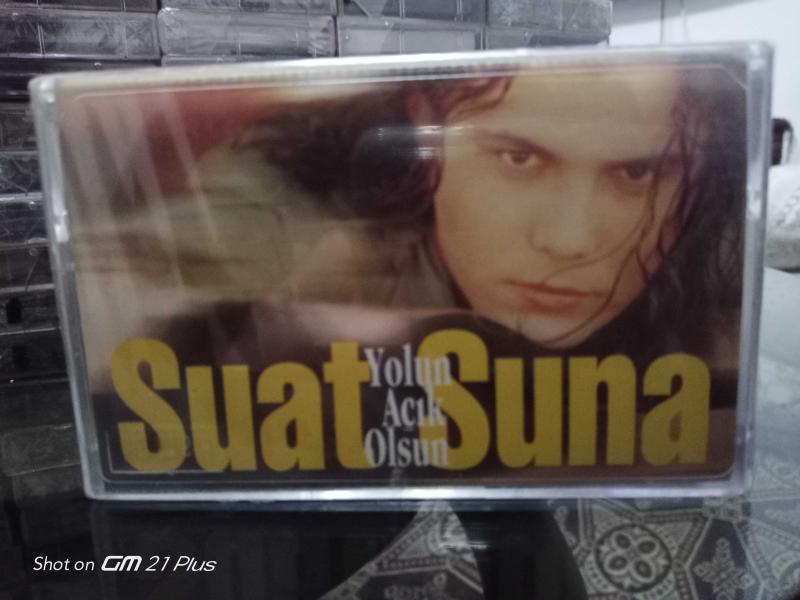 Suat Suna
Yolun
Açık
Olsun
Shot on GM 21 Plus